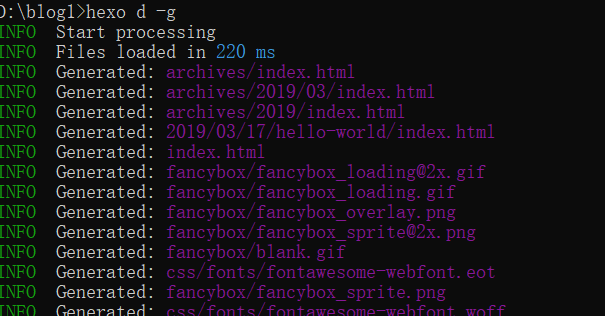 D:\blog1>hexo d -g
INFO Start processing
INFO Files loaded in 220 ms
INFO Generated: archives/index.html
INFO Generated: archives/2019/03/index.html
INFO Generated: archives/2019/index.html
INFO Generated: 2019/03/17/hello-world/index.html
INFO Generated: index.html
INFO Generated: fancybox/fancybox_loading@2x.gif
INFO Generated: fancybox/fancybox_loading.gif
INFO Generated: fancybox/fancybox_overlay.png
INFO Generated: fancybox/fancybox_sprite@2x.png
INFO Generated: fancybox/blank.gif
INFO Generated: css/fonts/fontawesome-webfont.eot
INFO Generated: fancybox/fancybox_sprite.png
INFO Generated: css/fonts/fontawesome-webfont.woff